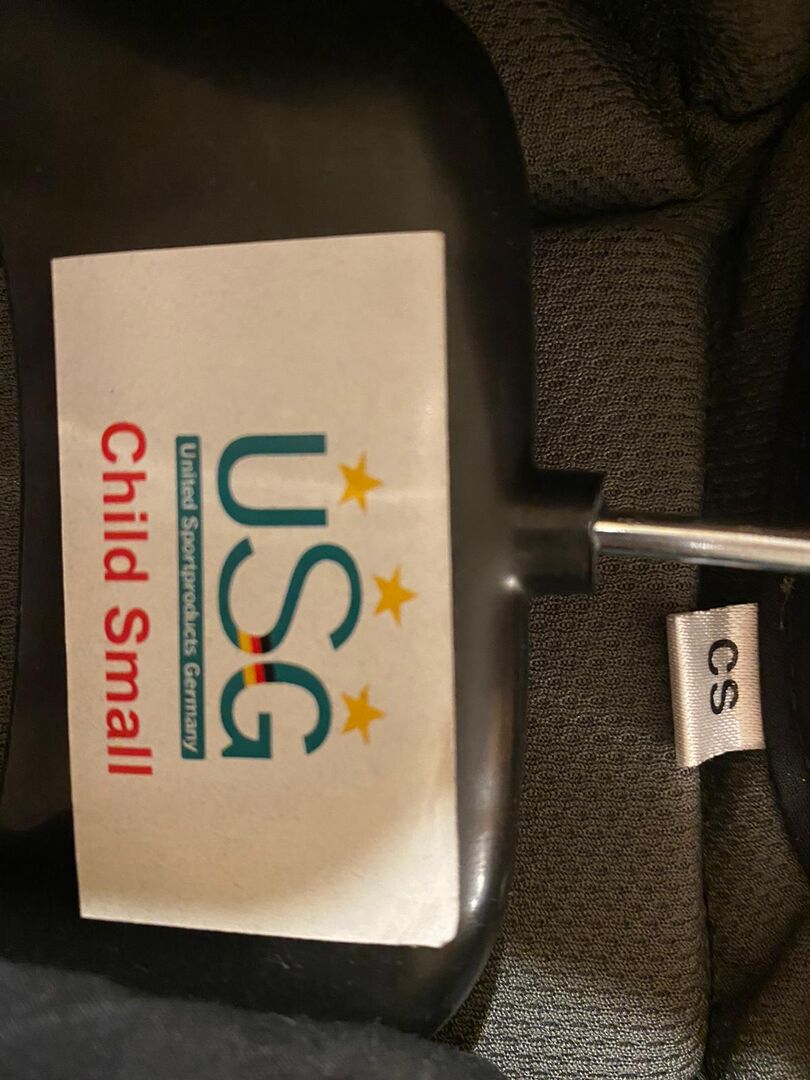 USG
United Sportproducts Germany
Child Small
CS